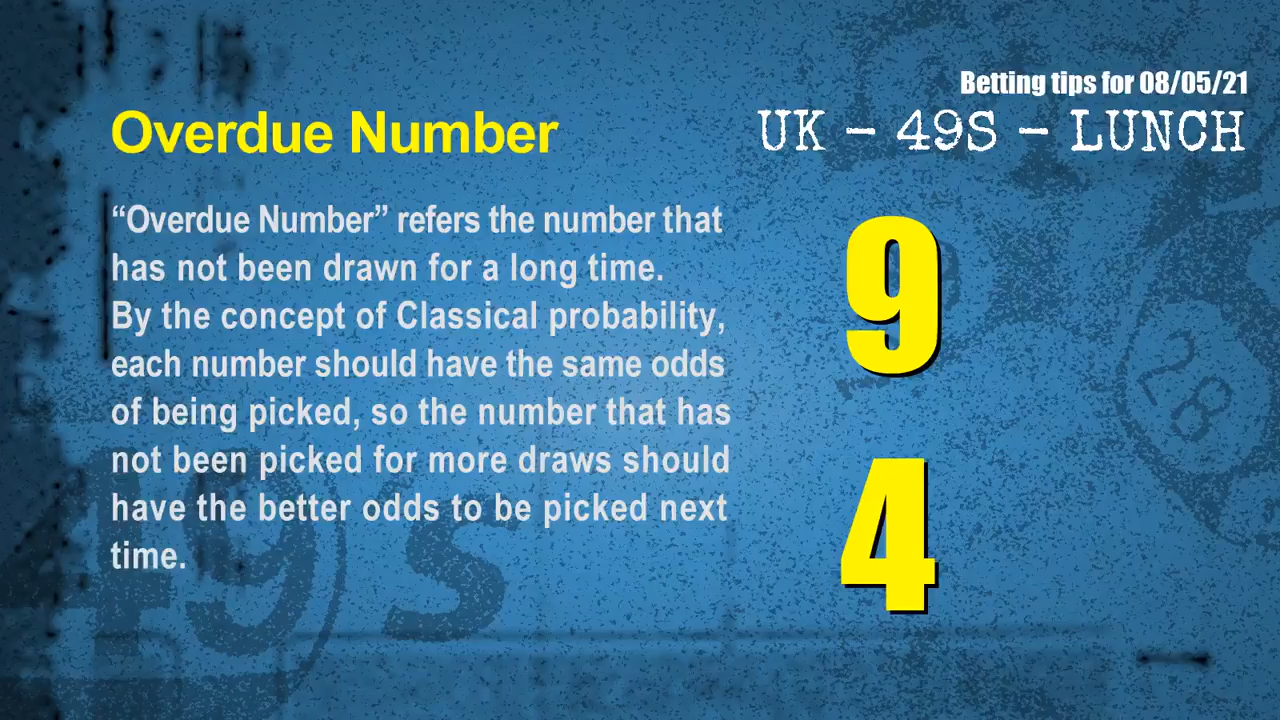 Betting tips for 08/05/21
UK - 49S - LUNCH
Overdue Number
“Overdue Number” refers the number that
has not been drawn for a long time.
By the concept of Classical probability,
each number should have the same odds
of being picked, so the number that has
not been picked for more draws should
have the better odds to be picked next
time.
9
4
28
49s